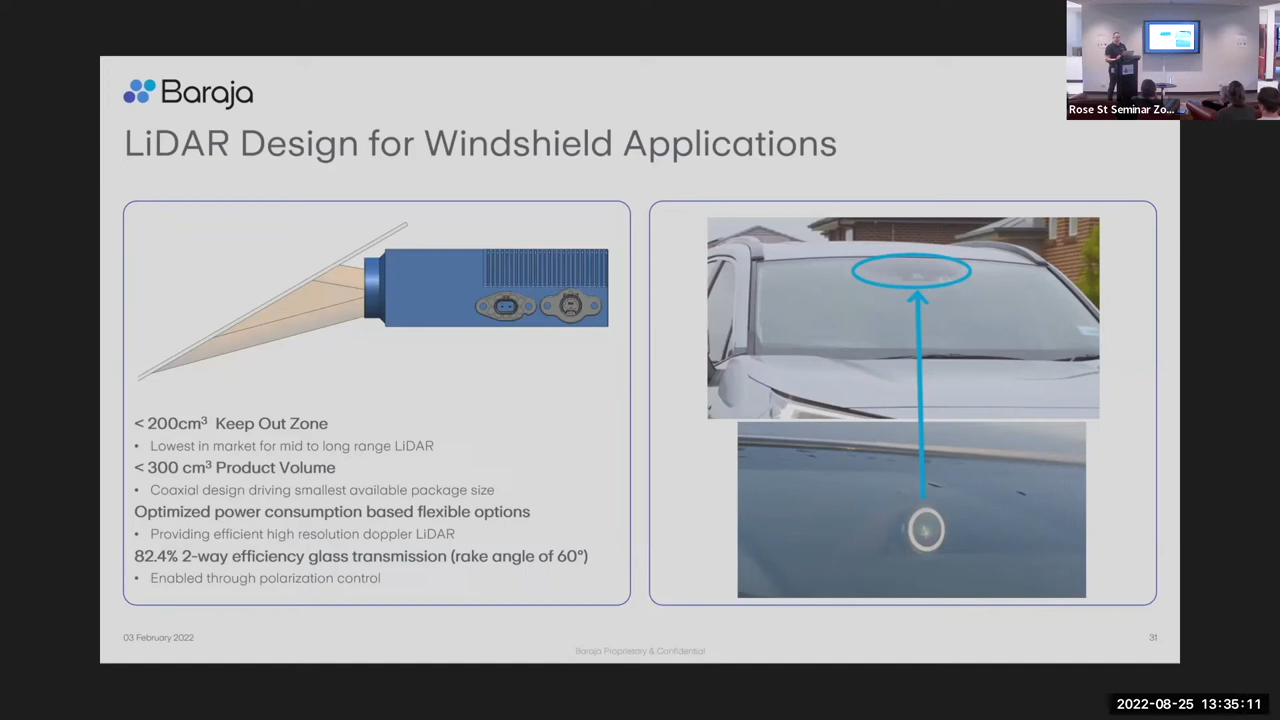 Baraja
LiDAR Design for Windshield Applications
< 200cm³ Keep Out Zone
• Lowest in market for mid to long range LiDAR
< 300 cm³ Product Volume
• Coaxial design driving smallest available package size
Optimized power consumption based flexible options
• Providing efficient high resolution doppler LiDAR
82.4% 2-way efficiency glass transmission (rake angle of 60°)
• Enabled through polarization control
03 February 2022
31
Baraja Proprietary & Confidential
Rose St Seminar Zo...
2022-08-25 13:35:11